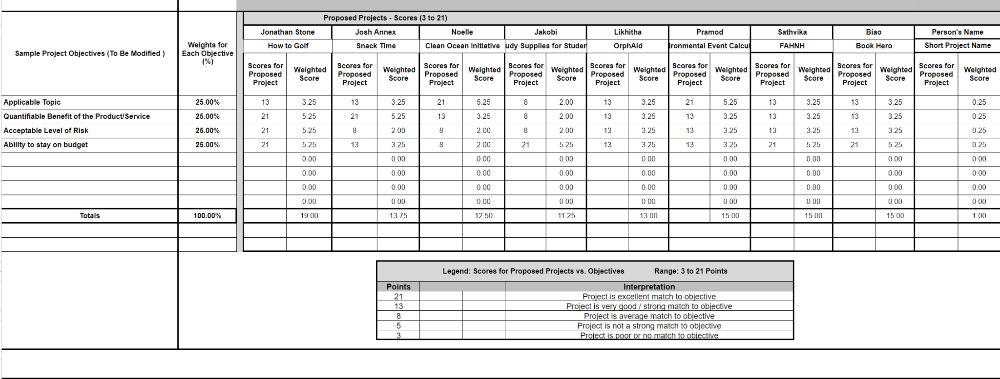 Proposed Projects - Scores (3 to 21)
Jonathan Stone Josh Annex Noelle Jakobi Likhitha Pramod Sathvika Biao Person's Name
How to Golf Snack Time Clean Ocean Initiative udy Supplies for Studen OrphAid ironmental Event Calcul FAHNH Book Hero Short Project Name
Sample Project Objectives (To Be Modified )
Weights for
Each Objective
(%)
Scores for Proposed Project Weighted Score Scores for Proposed Project Weighted Score Scores for Proposed Project Weighted Score Scores for Proposed Project Weighted Score Scores for Proposed Project Weighted Score Scores for Proposed Project Weighted Score Scores for Proposed Project Weighted Score Scores for Proposed Project Weighted Score Scores for Proposed Project Weighted Score
Applicable Topic 25.00% 13 3.25 13 3.25 21 5.25 8 2.00 13 3.25 21 5.25 13 3.25 13 3.25 0.25
Quantifiable Benefit of the Product/Service 25.00% 21 5.25 21 5.25 13 3.25 8 2.00 13 3.25 13 3.25 13 3.25 13 3.25 0.25
Acceptable Level of Risk 25.00% 21 5.25 8 2.00 8 2.00 8 2.00 13 3.25 13 3.25 13 3.25 13 3.25 0.25
Ability to stay on budget 25.00% 21 5.25 13 3.25 8 2.00 21 5.25 13 3.25 13 3.25 21 5.25 21 5.25 0.25
0.00 0.00 0.00 0.00 0.00 0.00 0.00 0.00 0.00
0.00 0.00 0.00 0.00 0.00 0.00 0.00 0.00 0.00
0.00 0.00 0.00 0.00 0.00 0.00 0.00 0.00 0.00
0.00 0.00 0.00 0.00 0.00 0.00 0.00 0.00 0.00
Totals 100.00% 19.00 13.75 12.50 11.25 13.00 15.00 15.00 15.00 1.00
Legend: Scores for Proposed Projects vs. Objectives Range: 3 to 21 Points
Points Interpretation
21 Project is excellent match to objective
13 Project is very good / strong match to objective
8 Project is average match to objective
5 Project is not a strong match to objective
3 Project is poor or no match to objective